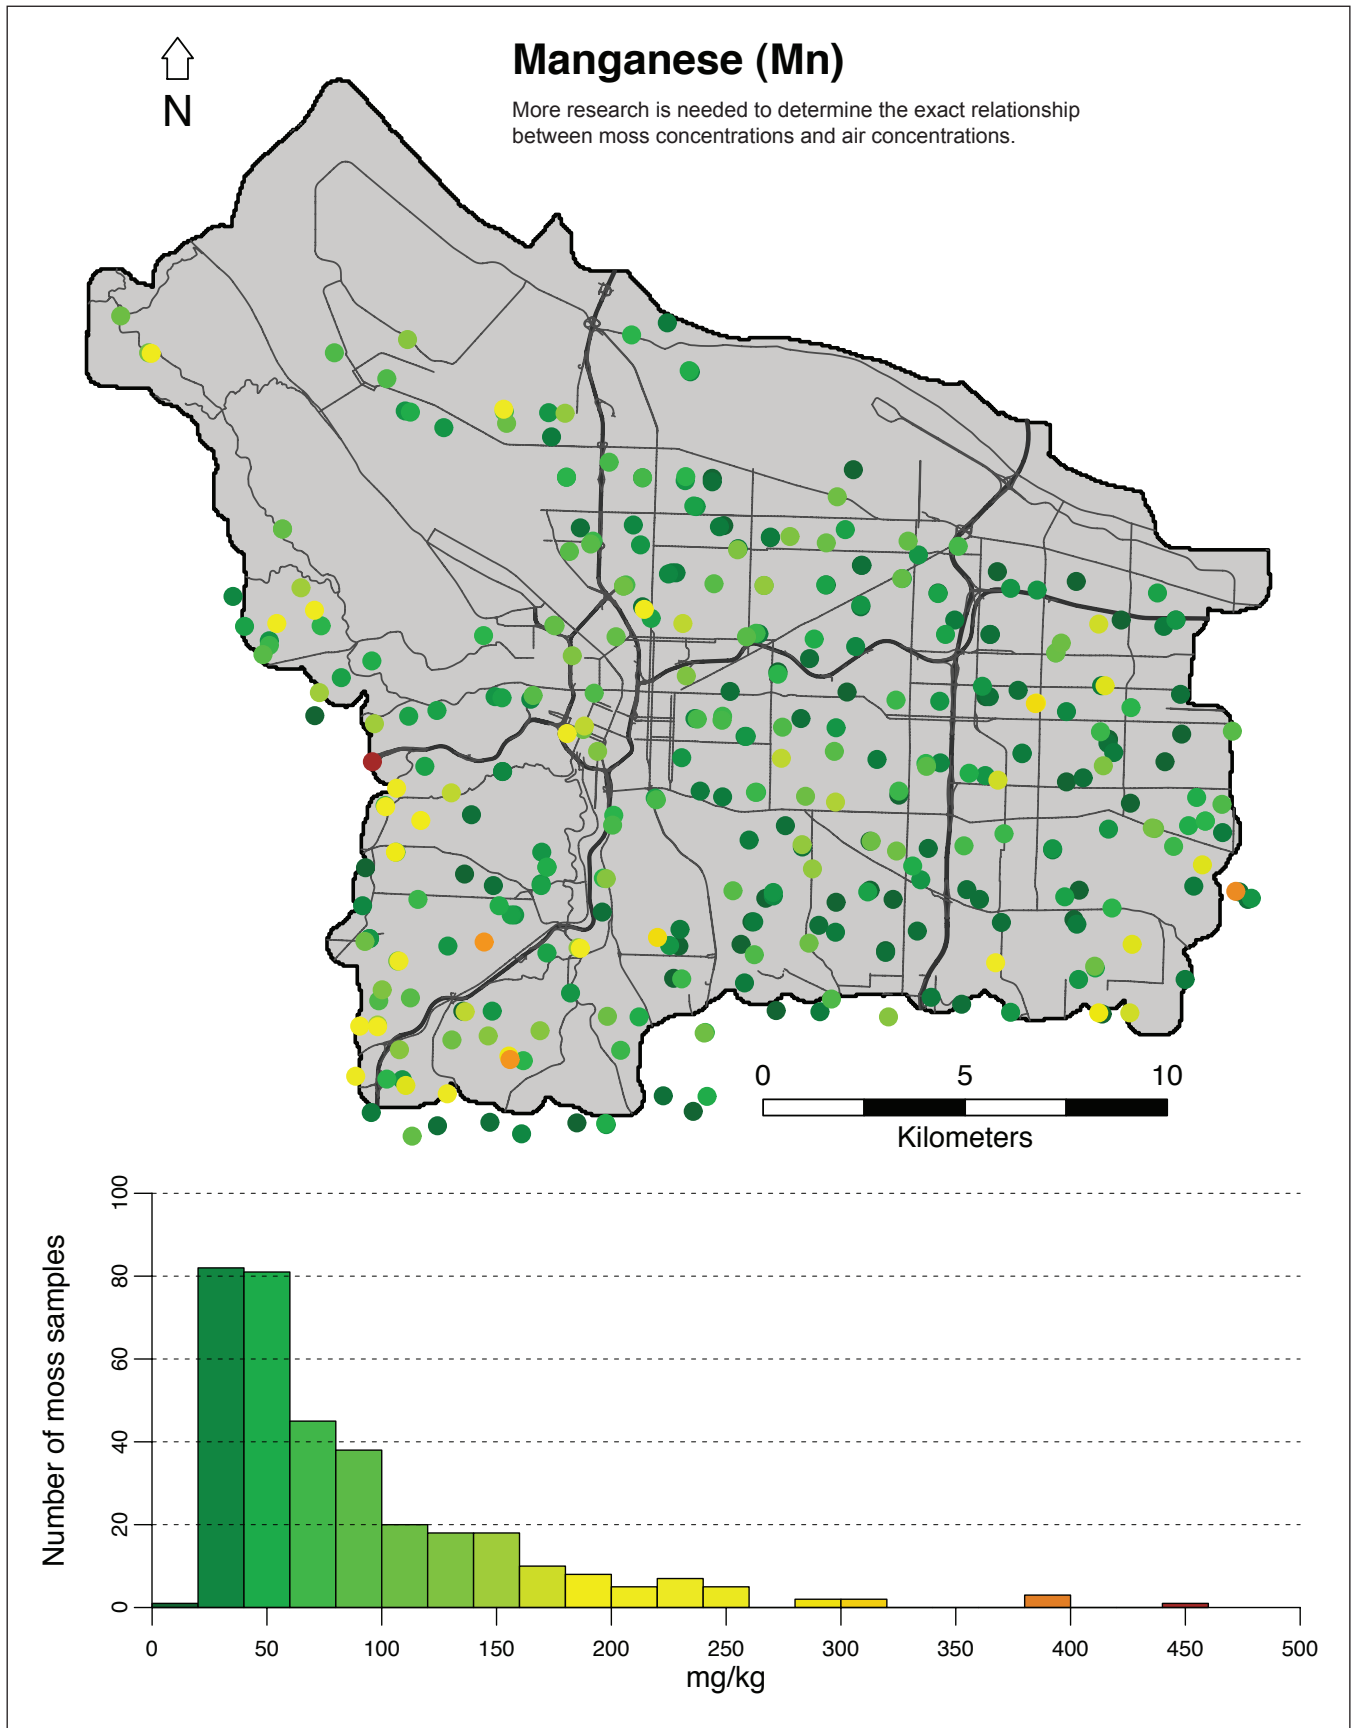 Manganese (Mn)
More research is needed to determine the exact relationship
between moss concentrations and air concentrations.
N
0 5 10
Kilometers
Number of moss samples
100
80
60
40
20
0
0 50 100 150 200 250 300 350 400 450 500
mg/kg